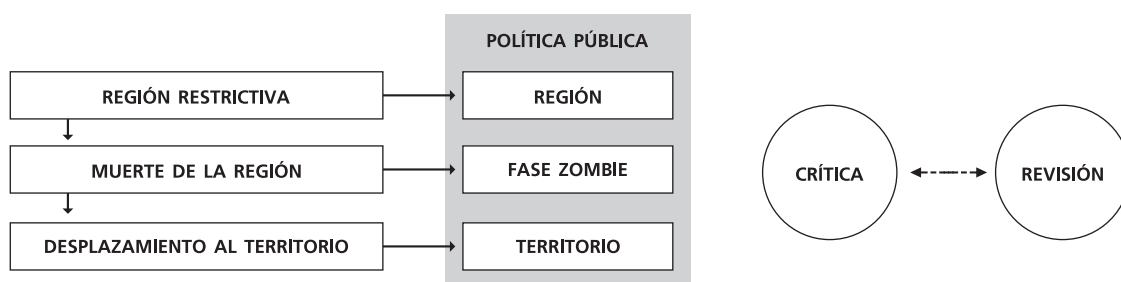 POLÍTICA PÚBLICA
REGIÓN RESTRICTIVA
REGIÓN
MUERTE DE LA REGIÓN
FASE ZOMBIE
DESPLAZAMIENTO AL TERRITORIO
TERRITORIO
CRÍTICA
REVISIÓN